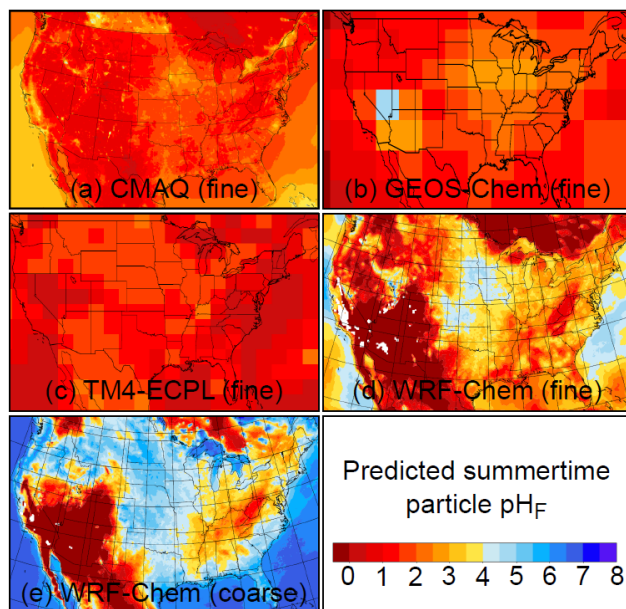 (a) CMAQ (fine)
(b) GEOS-Chem (fine)
(c) TM4-ECPL (fine)
(d) WRF-Chem (fine)
(e) WRF-Chem (coarse)
Predicted summertime
particle pHF
0 1 2 3 4 5 6 7 8